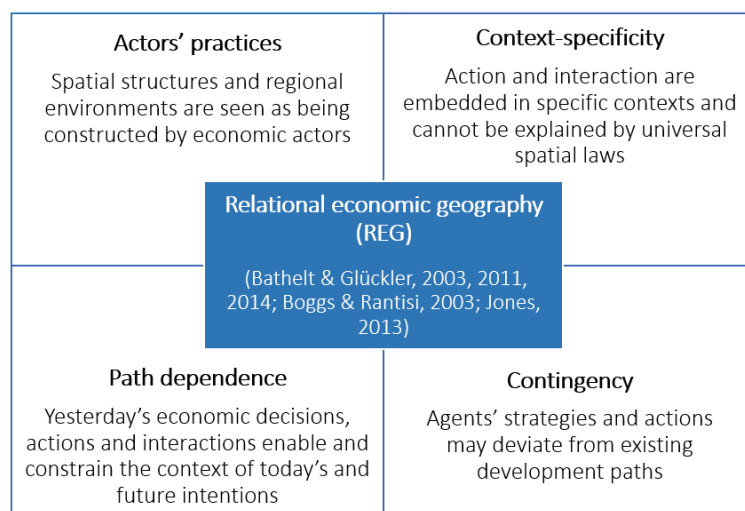 Actors' practices
Spatial structures and regional
environments are seen as being
constructed by economic actors
Context-specificity
Action and interaction are
embedded in specific contexts and
cannot be explained by universal
spatial laws
Relational economic geography
(REG)
(Bathelt & Glückler, 2003, 2011,
2014; Boggs & Rantisi, 2003; Jones,
2013)
Path dependence
Yesterday's economic decisions,
actions and interactions enable and
constrain the context of today's and
future intentions
Contingency
Agents' strategies and actions
may deviate from existing
development paths